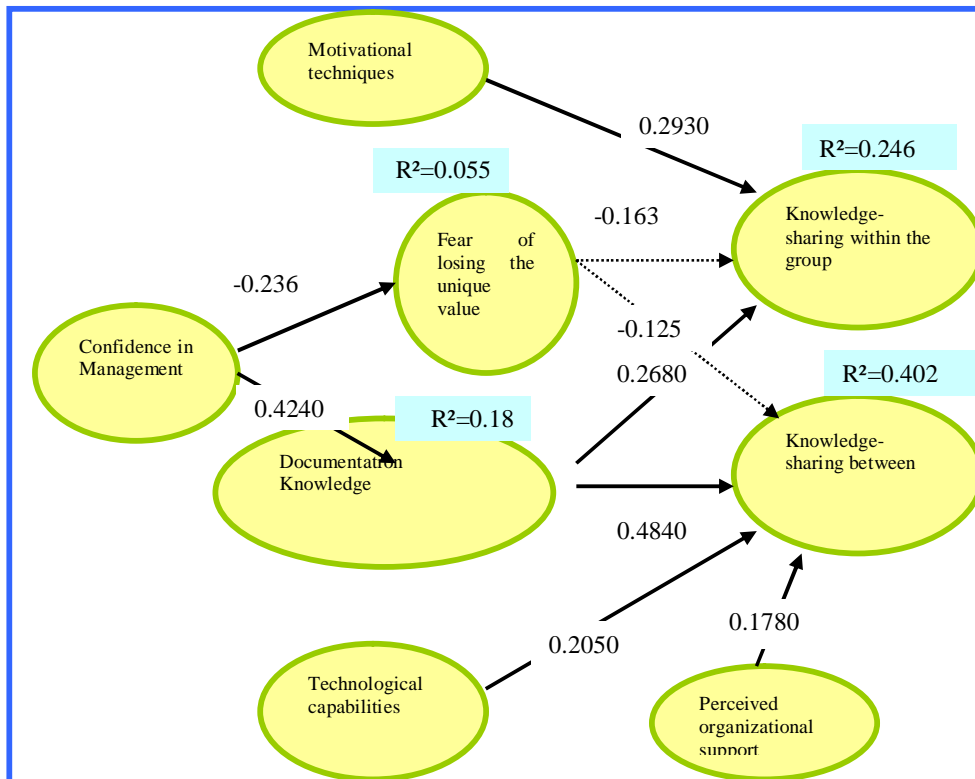 Motivational
techniques
0.2930
R²=0.246
R²=0.055
-0.163
Knowledge-
sharing within the
group
Fear of
losing the
unique
value
-0.236
-0.125
Confidence in
Management
0.2680
R²=0.402
0.4240
R²=0.18
Knowledge-
sharing between
Documentation
Knowledge
0.4840
0.1780
0.2050
Technological
capabilities
Perceived
organizational
support